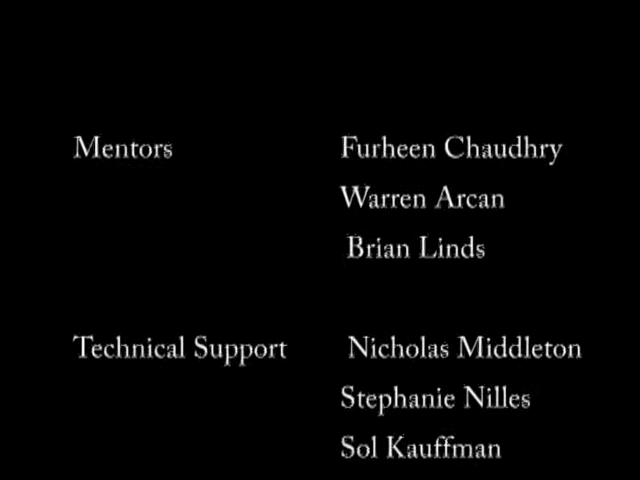 Mentors Furheen Chaudhry
Warren Arcan
Brian Linds
Technical Support Nicholas Middleton
Stephanie Nilles
Sol Kauffman